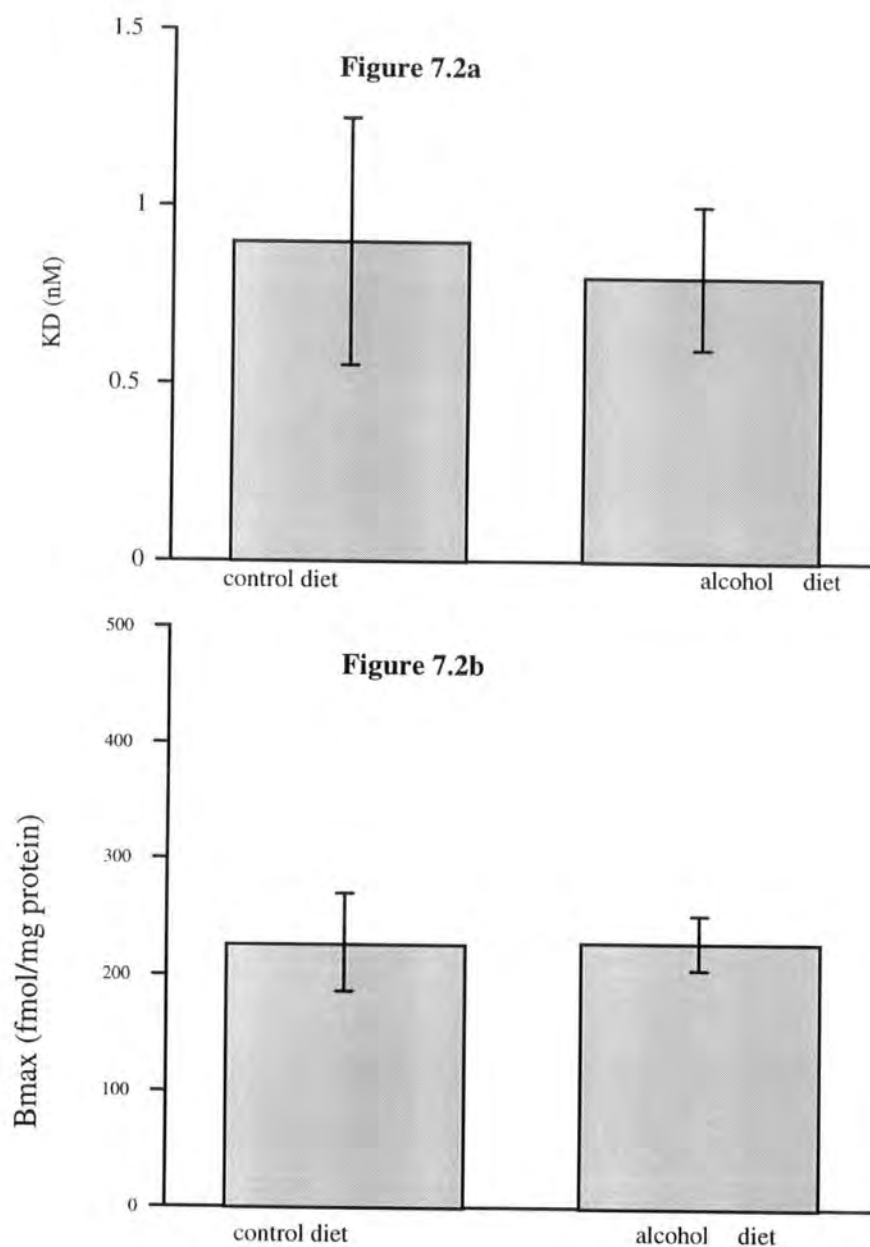 1.5
Figure 7.2a
1
KD (nM)
0.5
0
control diet alcohol diet
500
Figure 7.2b
400
300
Bmax (fmol/mg protein)
200
100
0
control diet alcohol diet